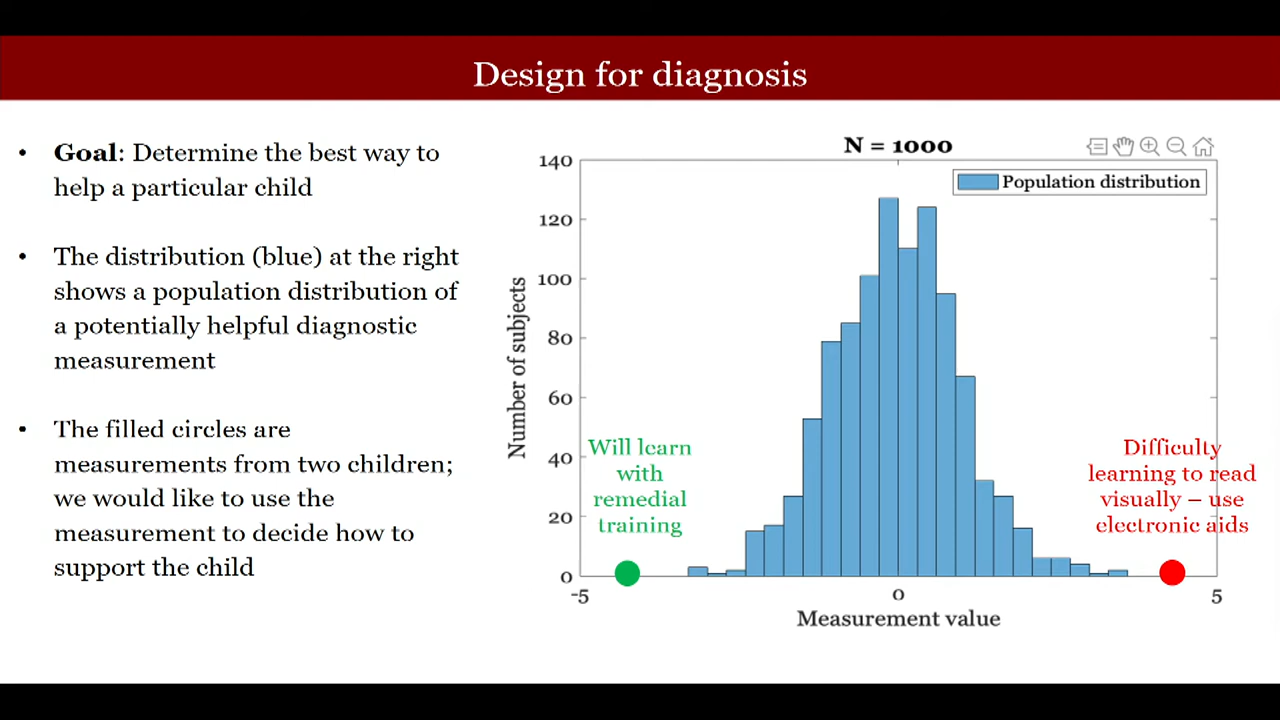 Design for diagnosis
• Goal: Determine the best way to
help a particular child
• The distribution (blue) at the right
shows a population distribution of
a potentially helpful diagnostic
measurement
• The filled circles are
measurements from two children;
we would like to use the
measurement to decide how to
support the child
N = 1000
Population distribution
140
120
100
80
60
40
20
0
Number of subjects
Will learn
with
remedial
training
Difficulty
learning to read
visually – use
electronic aids
-5
0
5
Measurement value